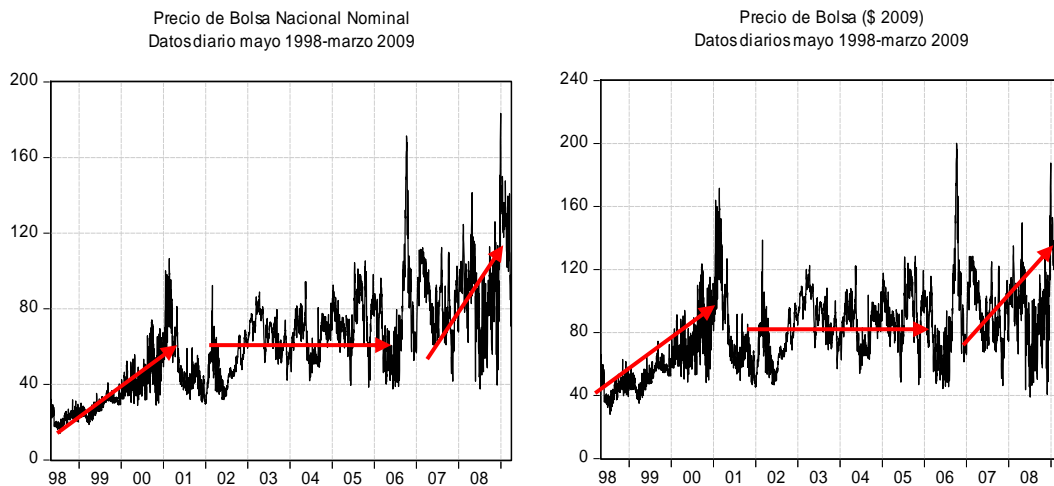 Precio de Bolsa Nacional Nominal
Datos diario mayo 1998-marzo 2009
200
160
120
80
40
0
98 99 00 01 02 03 04 05 06 07 08
Precio de Bolsa ($ 2009)
Datos diarios mayo 1998-marzo 2009
240
200
160
120
80
40
0
98 99 00 01 02 03 04 05 06 07 08